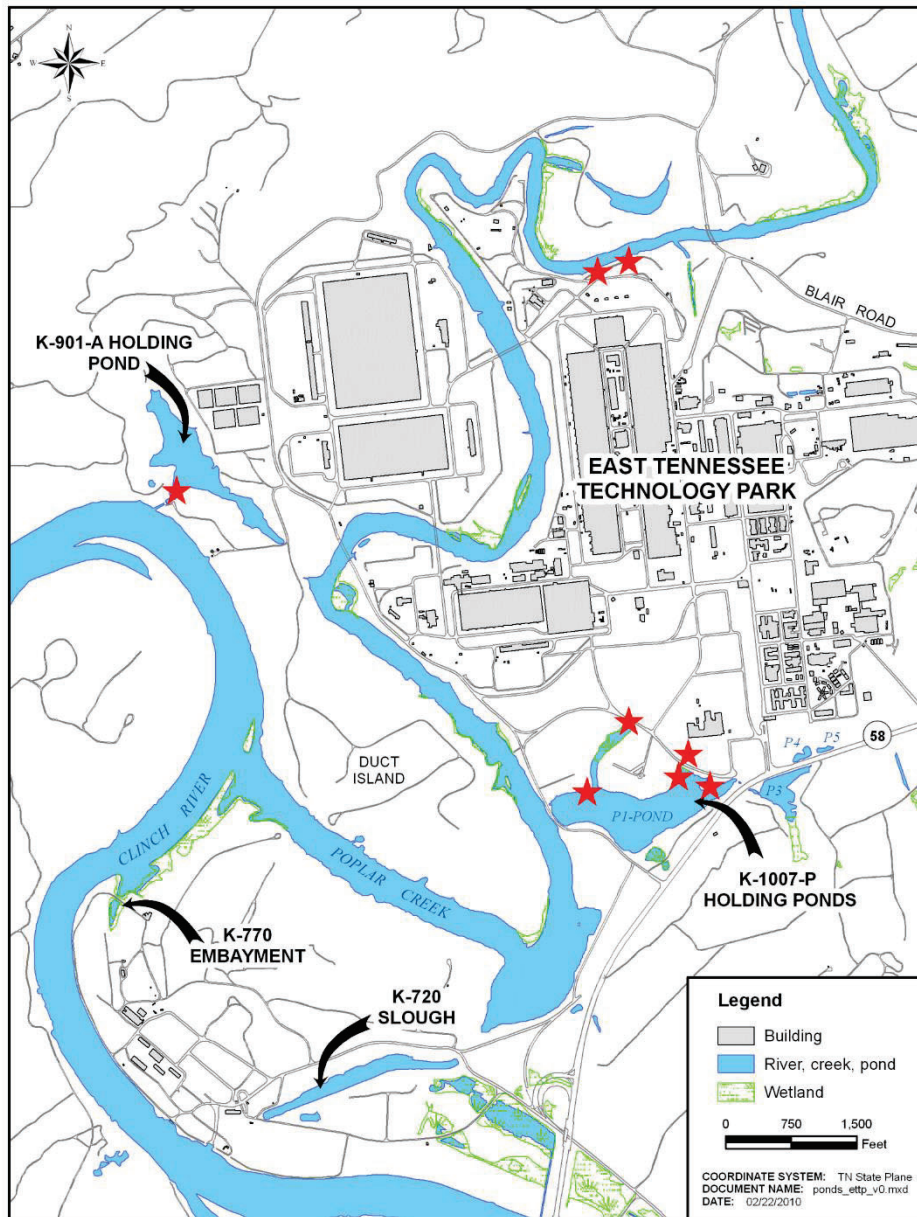 N
W E
S
BLAIR ROAD
K-901-A HOLDING
POND
EAST TENNESSEE
TECHNOLOGY PARK
58
P4
P5
DUCT
ISLAND
P3
P1-POND
CLINCH RIVER
POPLAR CREEK
K-1007-P
HOLDING PONDS
K-770
EMBAYMENT
K-720
SLOUGH
Legend
Building
River, creek, pond
Wetland
0 750 1,500
Feet
COORDINATE SYSTEM: TN State Plane
DOCUMENT NAME: ponds_ettp_v0.mxd
DATE: 02/22/2010